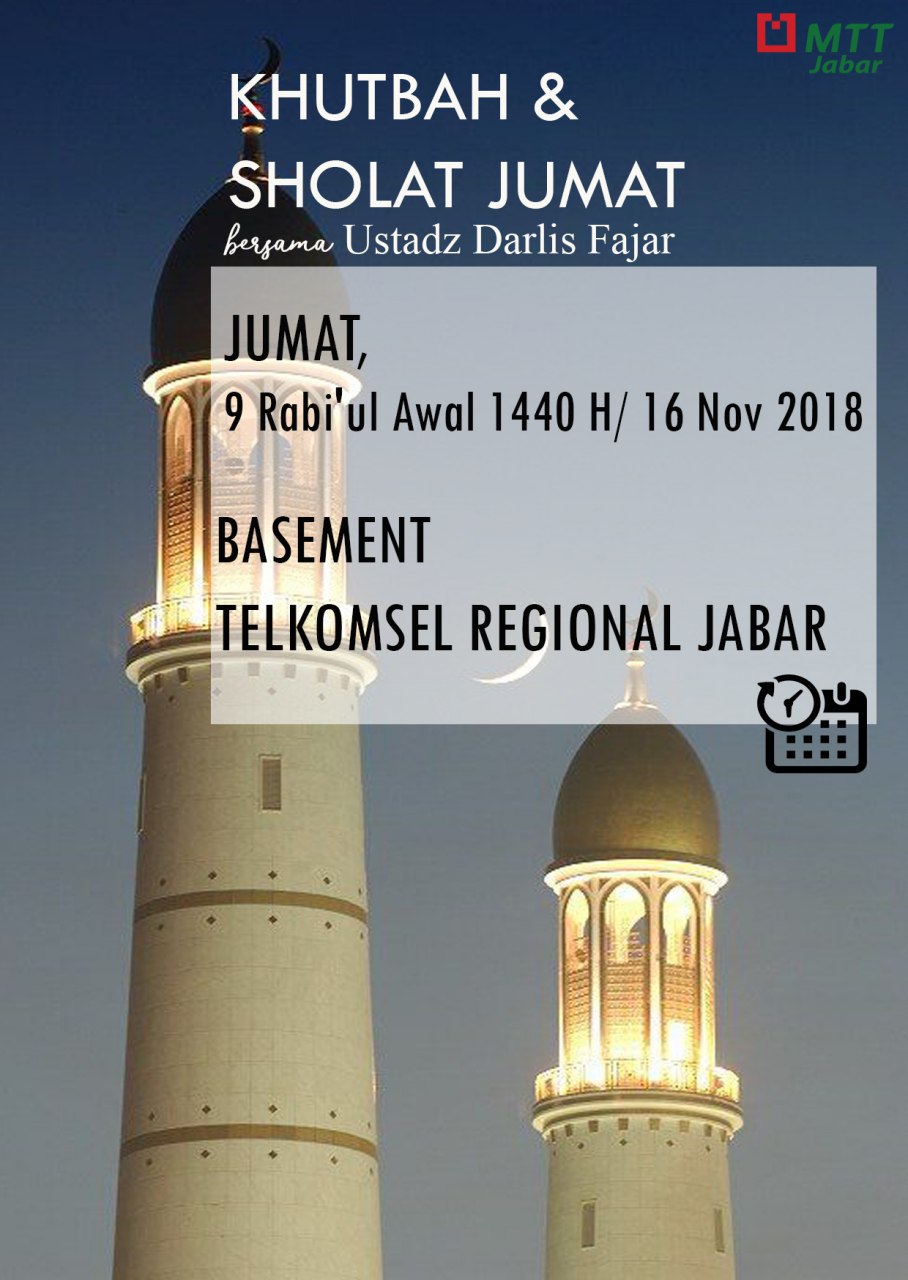 MTT
Jabar
KHUTBAH &
SHOLAT JUMAT
bersama Ustadz Darlis Fajar
JUMAT,
9 Rabi'ul Awal 1440 H/ 16 Nov 2018
BASEMENT
TELKOMSEL REGIONAL JABAR